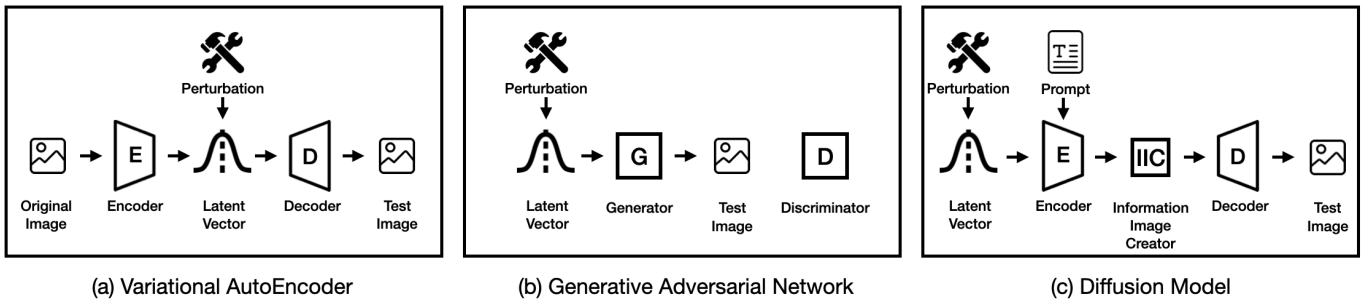 Perturbation
E
D
Original
Image
Encoder
Latent
Vector
Decoder
Test
Image
(a) Variational AutoEncoder
Perturbation
G
D
Latent
Vector
Generator
Test
Image
Discriminator
(b) Generative Adversarial Network
Perturbation
T
Prompt
E
IIC
D
Latent
Vector
Encoder
Information
Image
Creator
Decoder
Test
Image
(c) Diffusion Model